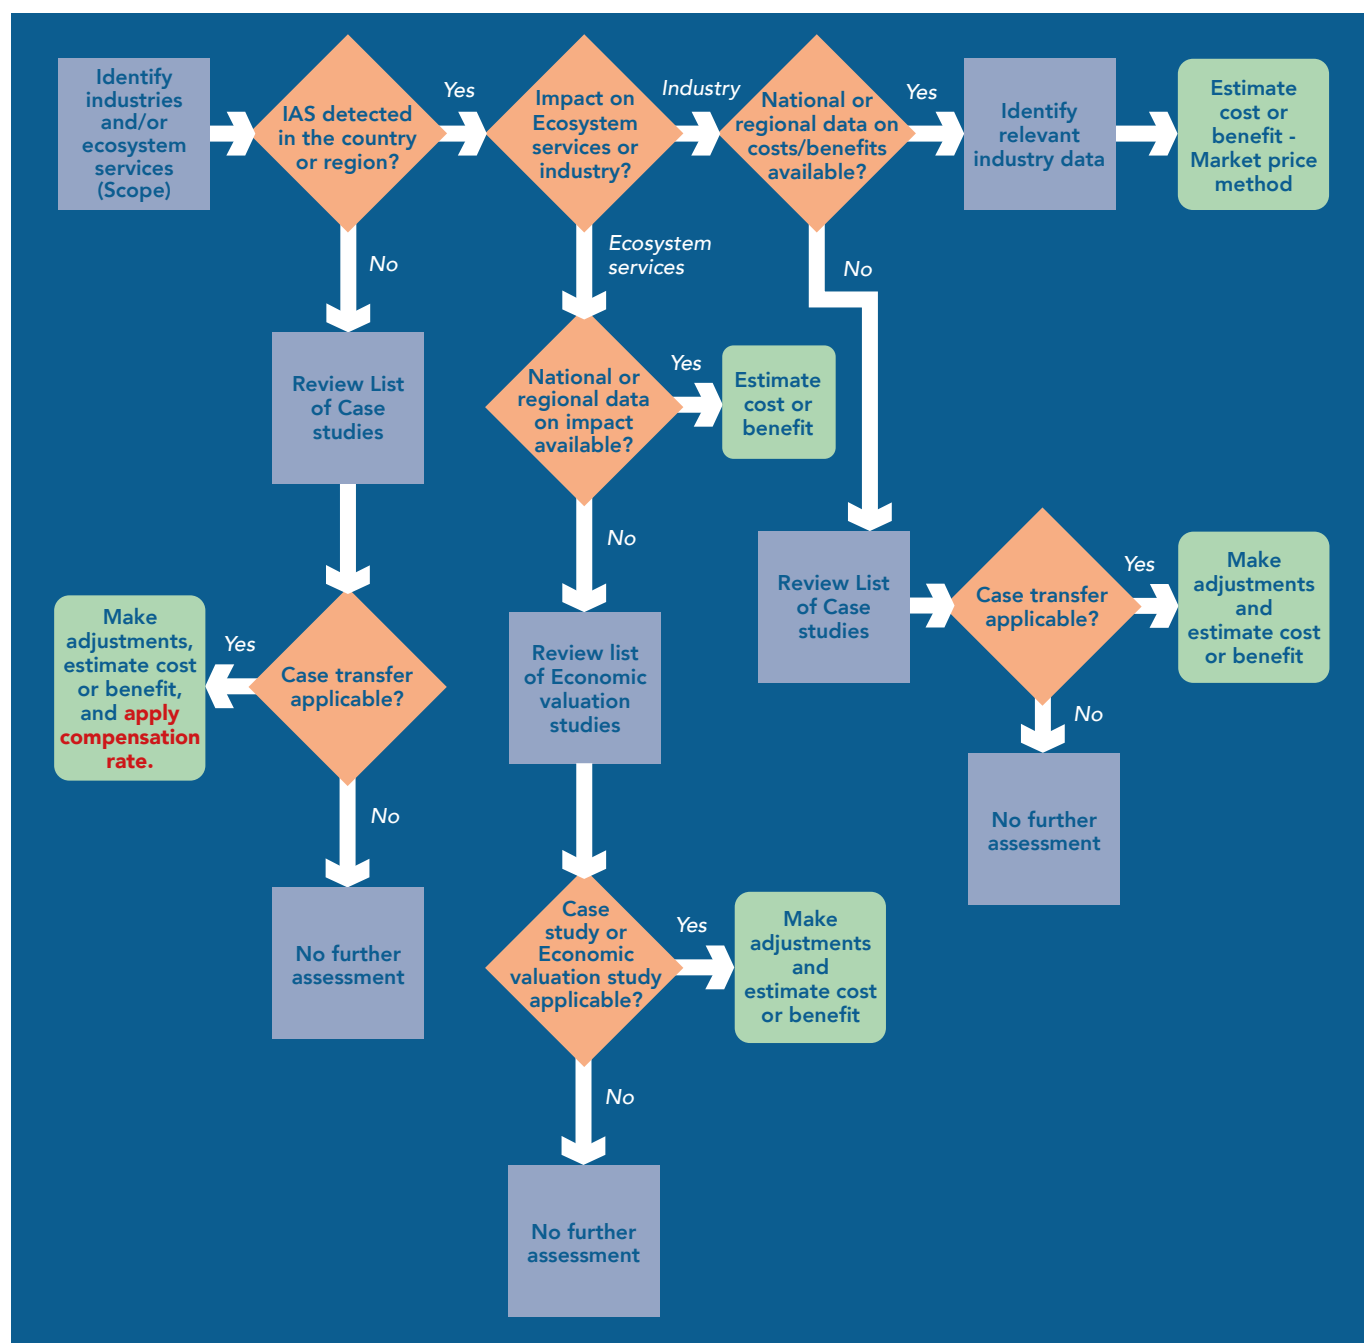 Identify
industries
and/or
ecosystem
services
(Scope)
IAS detected
in the country
or region?
Yes
Impact on
Ecosystem
services or
industry?
Industry
National or
regional data on
costs/benefits
available?
Yes
Identify
relevant
industry data
Estimate
cost or
benefit -
Market price
method
No
Ecosystem
services
No
Review List
of Case
studies
National or
regional data
on impact
available?
Yes
Estimate
cost or
benefit
No
Review List
of Case
studies
Case transfer
applicable?
Yes
Make
adjustments
and
estimate cost
or benefit
Make
adjustments,
estimate cost
or benefit,
and apply
compensation
rate.
Yes
Case transfer
applicable?
Review list
of Economic
valuation
studies
No
No further
assessment
No
No further
assessment
Case
study or
Economic
valuation study
applicable?
Yes
Make
adjustments
and
estimate cost
or benefit
No
No further
assessment